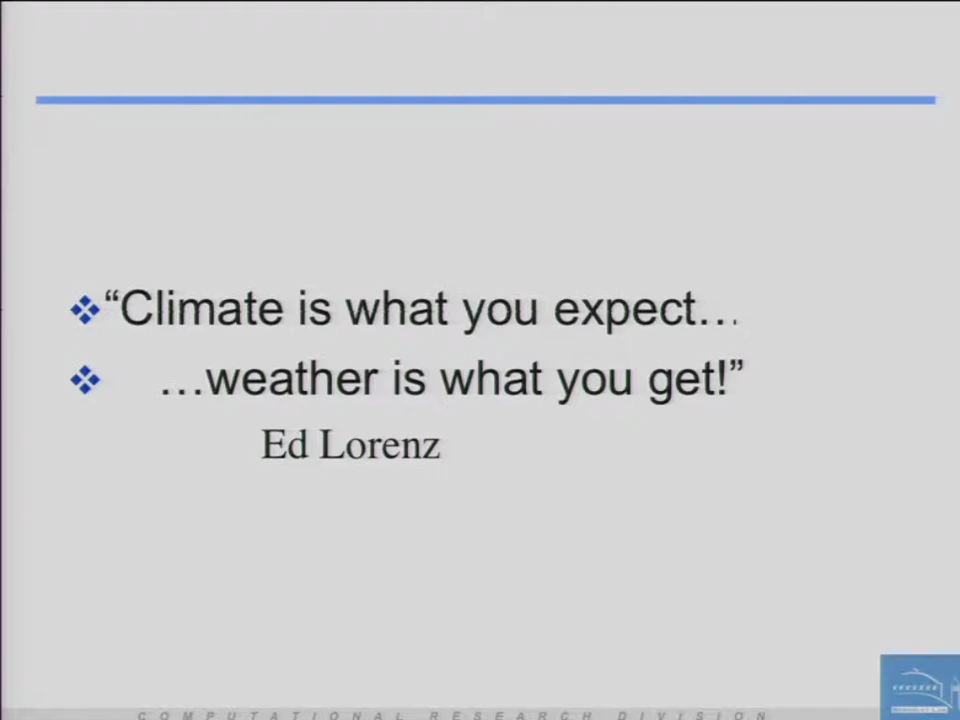 “Climate is what you expect…
…weather is what you get!”
Ed Lorenz
COMPUTATIONAL RESEARCH DIVISION